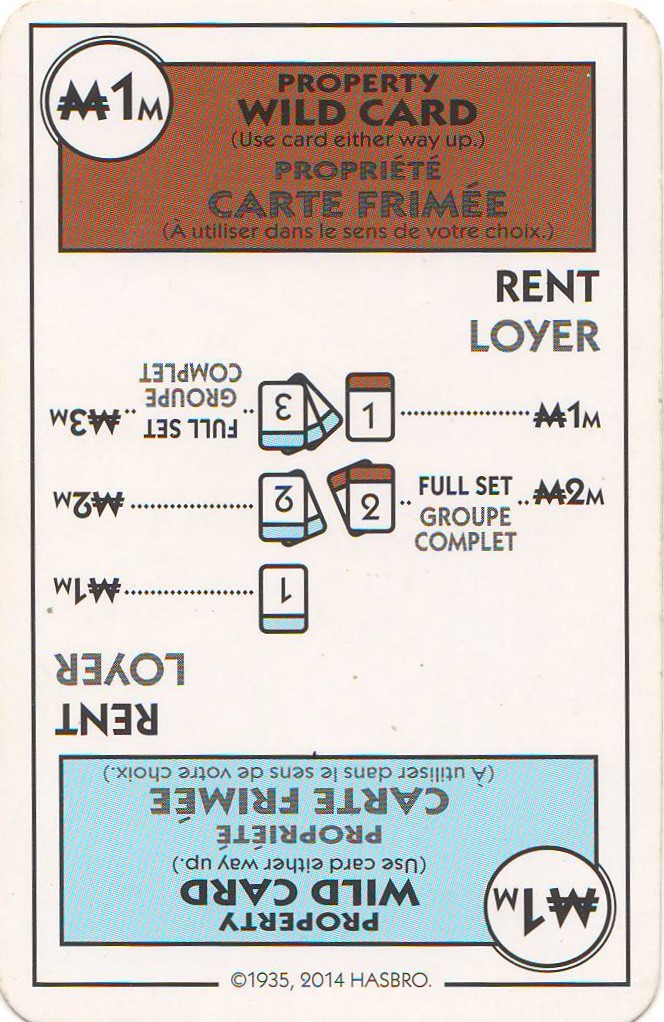 ₩1M
PROPERTY
WILD CARD
(Use card either way up.)
PROPRIÉTÉ
CARTE FRIMÉE
(À utiliser dans le sens de votre choix.)
RENT
LOYER
1 ........ ₩1M
2 .. FULL SET .. ₩2M
GROUPE
COMPLET
©1935, 2014 HASBRO.
₩1M
PROPERTY
WILD CARD
(Use card either way up.)
PROPRIÉTÉ
CARTE FRIMÉE
(À utiliser dans le sens de votre choix.)
RENT
LOYER
1 ........ ₩1M
2 ........ ₩2M
3 .. FULL SET .. ₩3M
GROUPE
COMPLET